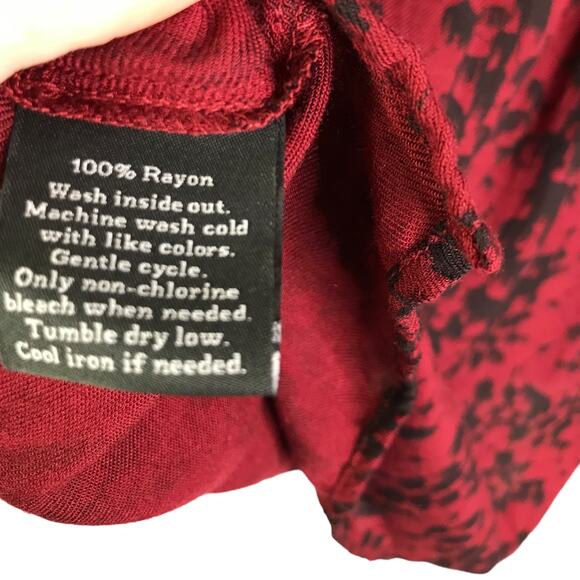 100% Rayon
Wash inside out.
Machine wash cold
with like colors.
Gentle cycle.
Only non-chlorine
bleach when needed.
Tumble dry low.
Cool iron if needed.